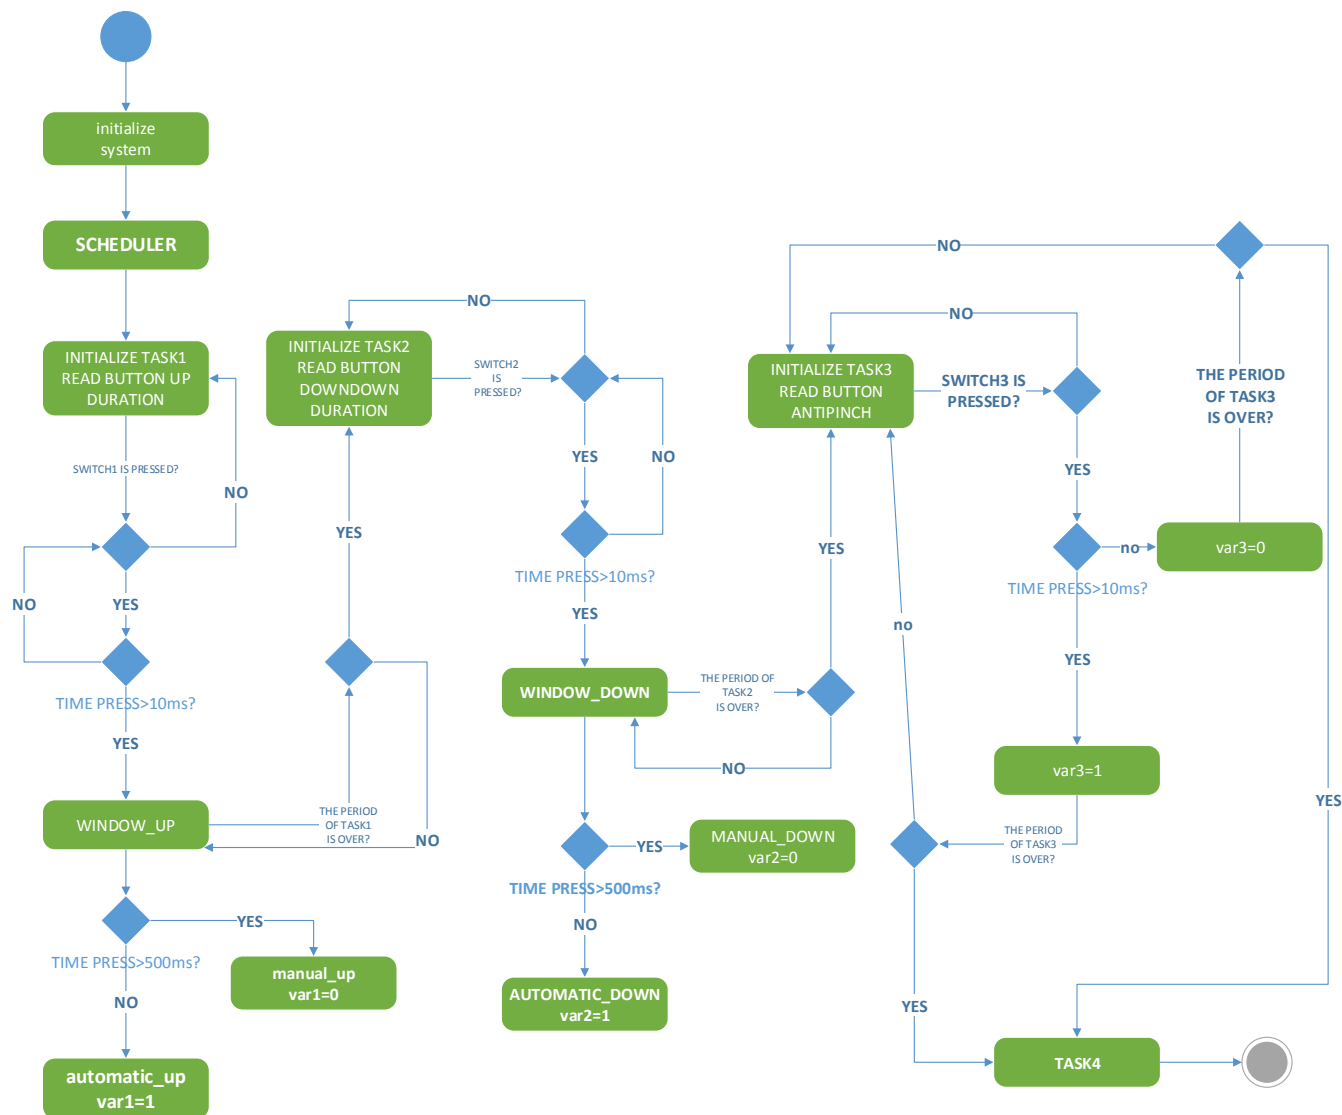 initialize
system
SCHEDULER
INITIALIZE TASK1
READ BUTTON UP
DURATION
SWITCH1 IS PRESSED?
NO
YES
NO
TIME PRESS>10ms?
YES
WINDOW_UP
THE PERIOD
OF TASK1
IS OVER?
NO
YES
TIME PRESS>500ms?
YES
manual_up
var1=0
NO
automatic_up
var1=1
INITIALIZE TASK2
READ BUTTON
DOWNDOWN
DURATION
NO
SWITCH2
IS
PRESSED?
YES
NO
TIME PRESS>10ms?
YES
WINDOW_DOWN
THE PERIOD OF
TASK2
IS OVER?
YES
NO
TIME PRESS>500ms?
YES
MANUAL_DOWN
var2=0
NO
AUTOMATIC_DOWN
var2=1
NO
NO
INITIALIZE TASK3
READ BUTTON
ANTIPINCH
SWITCH3 IS
PRESSED?
THE PERIOD
OF TASK3
IS OVER?
YES
no
var3=0
TIME PRESS>10ms?
YES
var3=1
THE PERIOD
OF TASK3
IS OVER?
no
YES
YES
TASK4